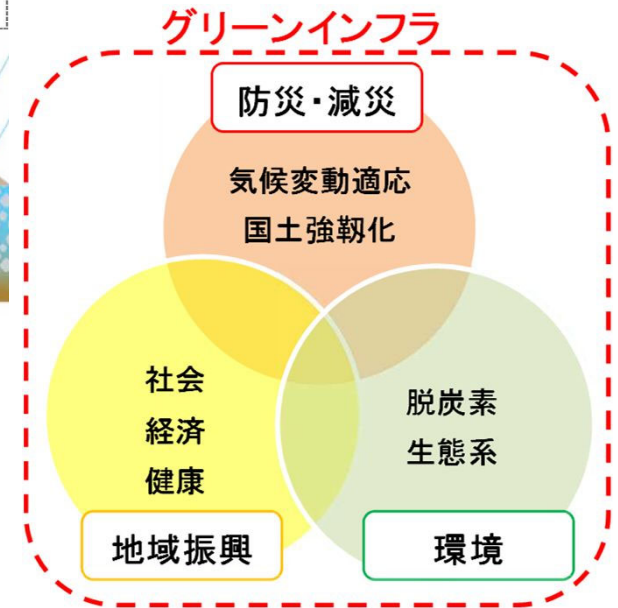 グリーンインフラ
防災・減災
気候変動適応
国土強靱化
社会
経済
健康
地域振興
脱炭素
生態系
環境